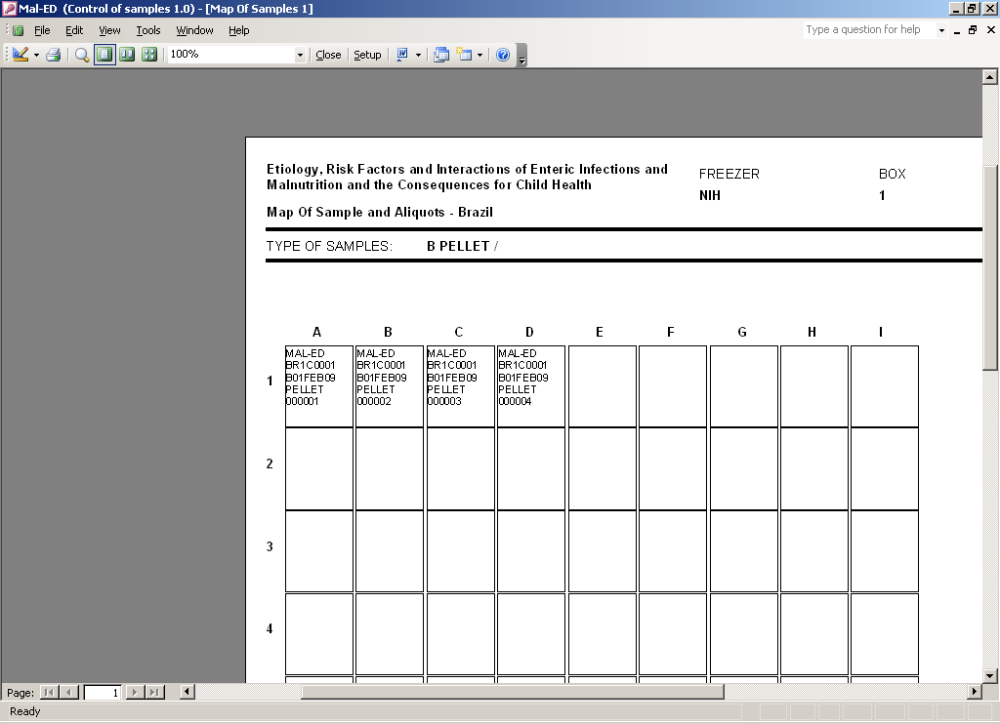 Mal-ED (Control of samples 1.0) - [Map Of Samples 1]
File Edit View Tools Window Help Type a question for help
100% Close Setup
Etiology, Risk Factors and Interactions of Enteric Infections and
Malnutrition and the Consequences for Child Health
FREEZER BOX
NIH 1
Map Of Sample and Aliquots - Brazil
TYPE OF SAMPLES: B PELLET /
A B C D E F G H I
1
MAL-ED MAL-ED MAL-ED MAL-ED
BR1C0001 BR1C0001 BR1C0001 BR1C0001
B01FEB09 B01FEB09 B01FEB09 B01FEB09
PELLET PELLET PELLET PELLET
000001 000002 000003 000004
2
3
4
Page: 1
Ready